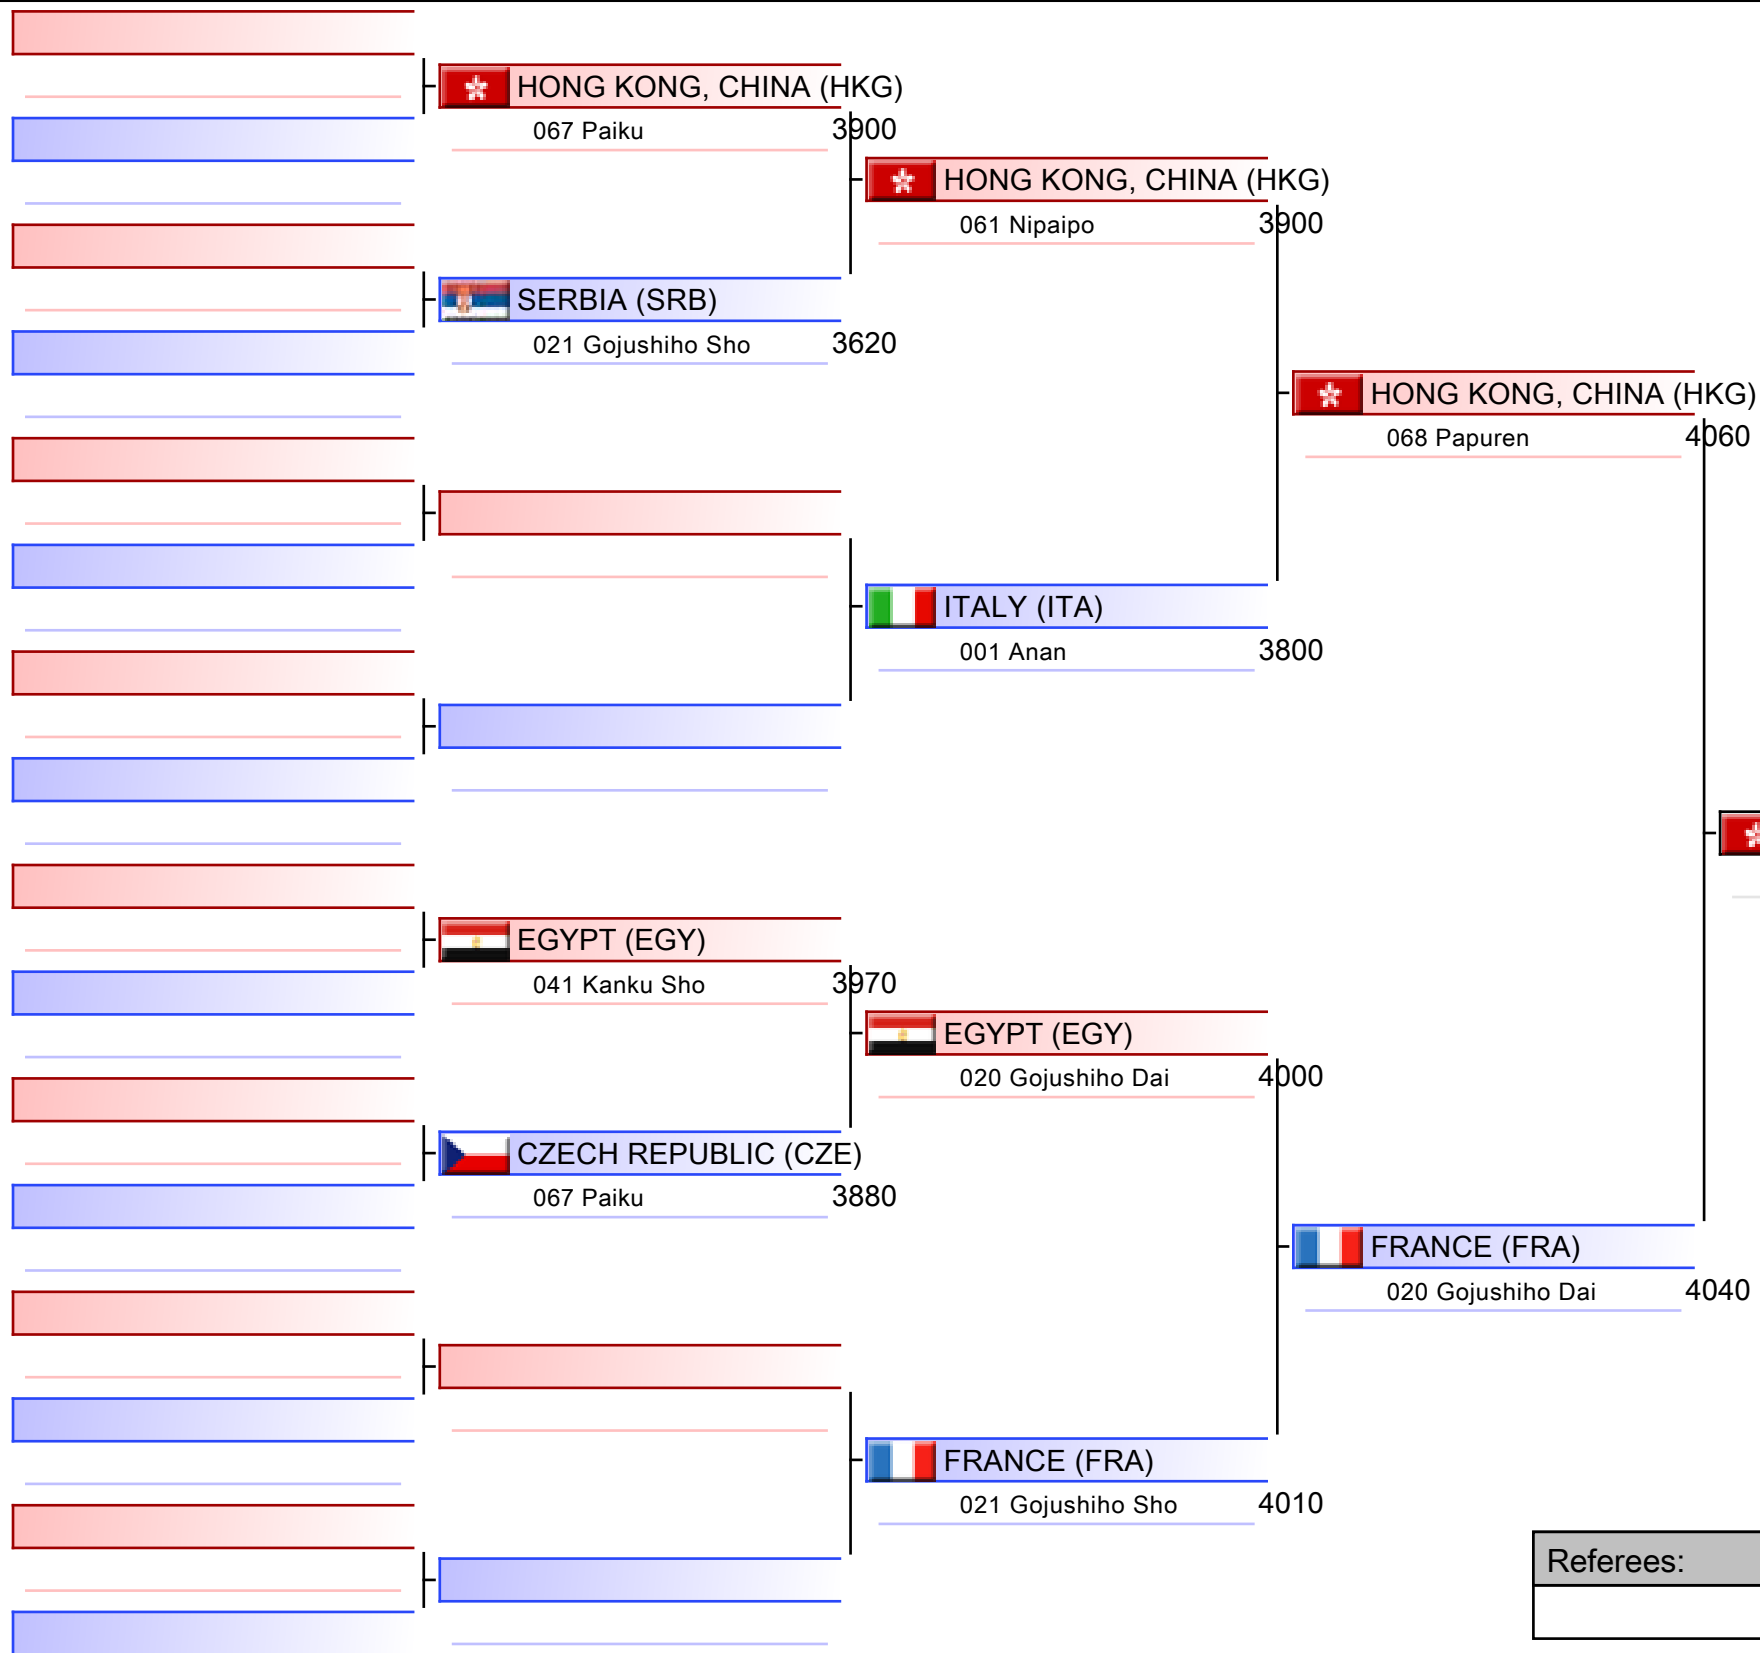 HONG KONG, CHINA (HKG)
067 Paiku 3900
SERBIA (SRB)
021 Gojushiho Sho 3620
EGYPT (EGY)
041 Kanku Sho 3970
CZECH REPUBLIC (CZE)
067 Paiku 3880
HONG KONG, CHINA (HKG)
061 Nipaipo 3900
ITALY (ITA)
001 Anan 3800
EGYPT (EGY)
020 Gojushiho Dai 4000
FRANCE (FRA)
021 Gojushiho Sho 4010
HONG KONG, CHINA (HKG)
068 Papuren 4060
FRANCE (FRA)
020 Gojushiho Dai 4040
Referees: